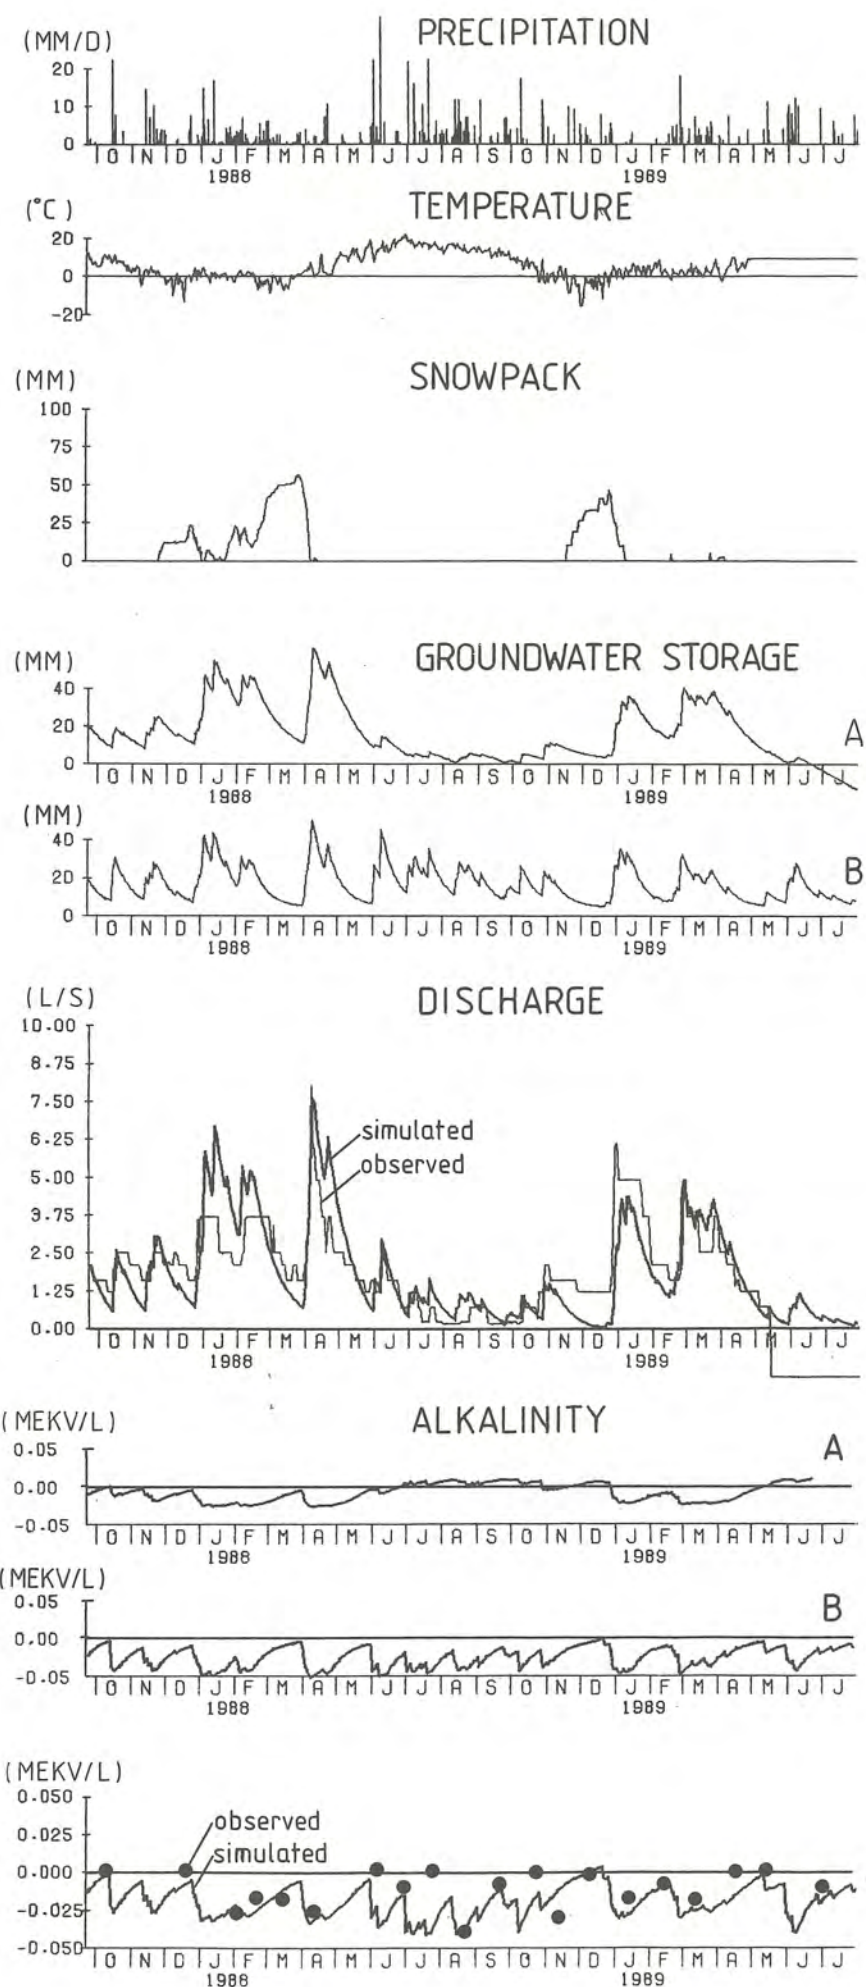 PRECIPITATION
(MM/D)
20
10
0
O N D J F M A M J J A S O N D J F M A M J J
1988 1989
TEMPERATURE
(°C)
20
0
-20
SNOWPACK
(MM)
100
75
50
25
0
GROUNDWATER STORAGE
(MM)
40
20
0
A
O N D J F M A M J J A S O N D J F M A M J J
1988 1989
(MM)
40
20
0
B
O N D J F M A M J J A S O N D J F M A M J J
1988 1989
DISCHARGE
(L/S)
10.00
8.75
7.50
6.25
5.00
3.75
2.50
1.25
0.00
simulated
observed
O N D J F M A M J J A S O N D J F M A M J J
1988 1989
ALKALINITY
(MEKV/L)
0.05
0.00
-0.05
A
O N D J F M A M J J A S O N D J F M A M J J
1988 1989
(MEKV/L)
0.05
0.00
-0.05
B
O N D J F M A M J J A S O N D J F M A M J J
1988 1989
(MEKV/L)
0.050
0.025
0.000
-0.025
-0.050
observed
simulated
O N D J F M A M J J A S O N D J F M A M J J
1988 1989